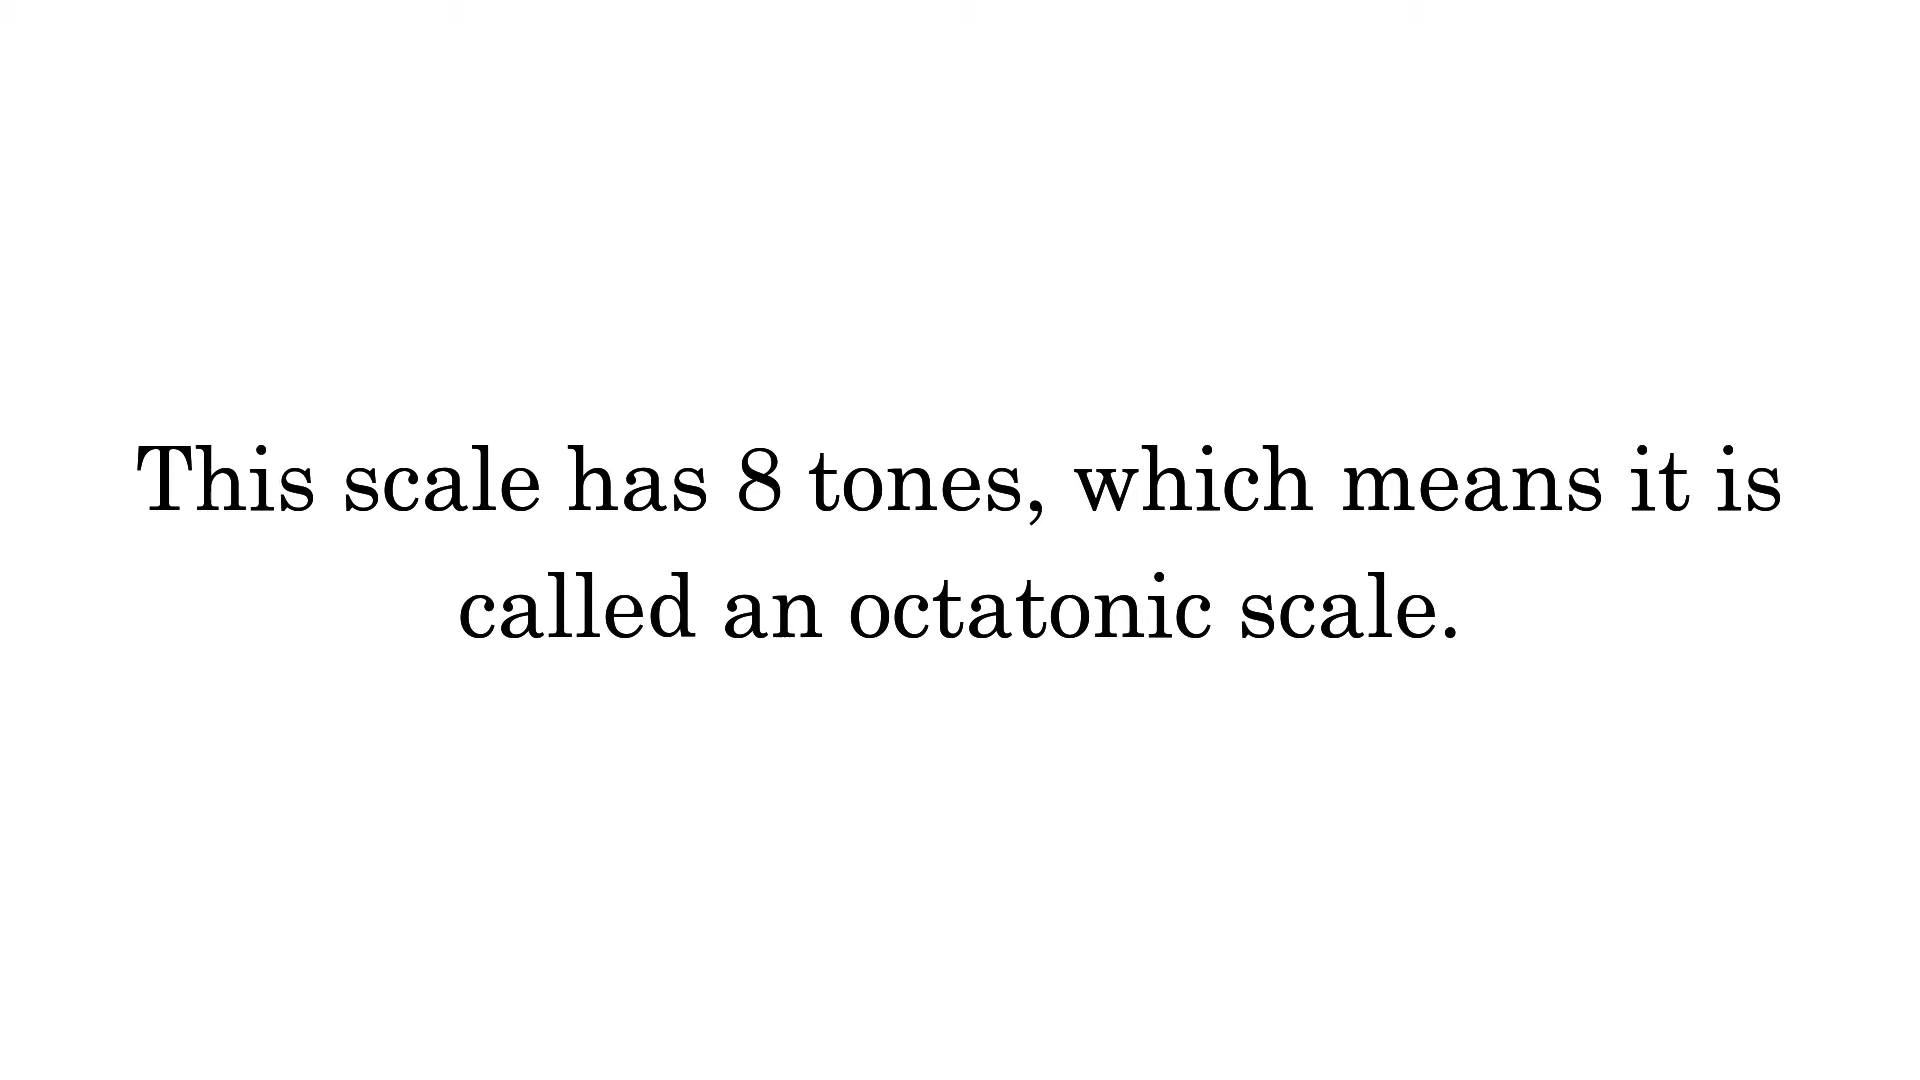 This scale has 8 tones, which means it is
called an octatonic scale.